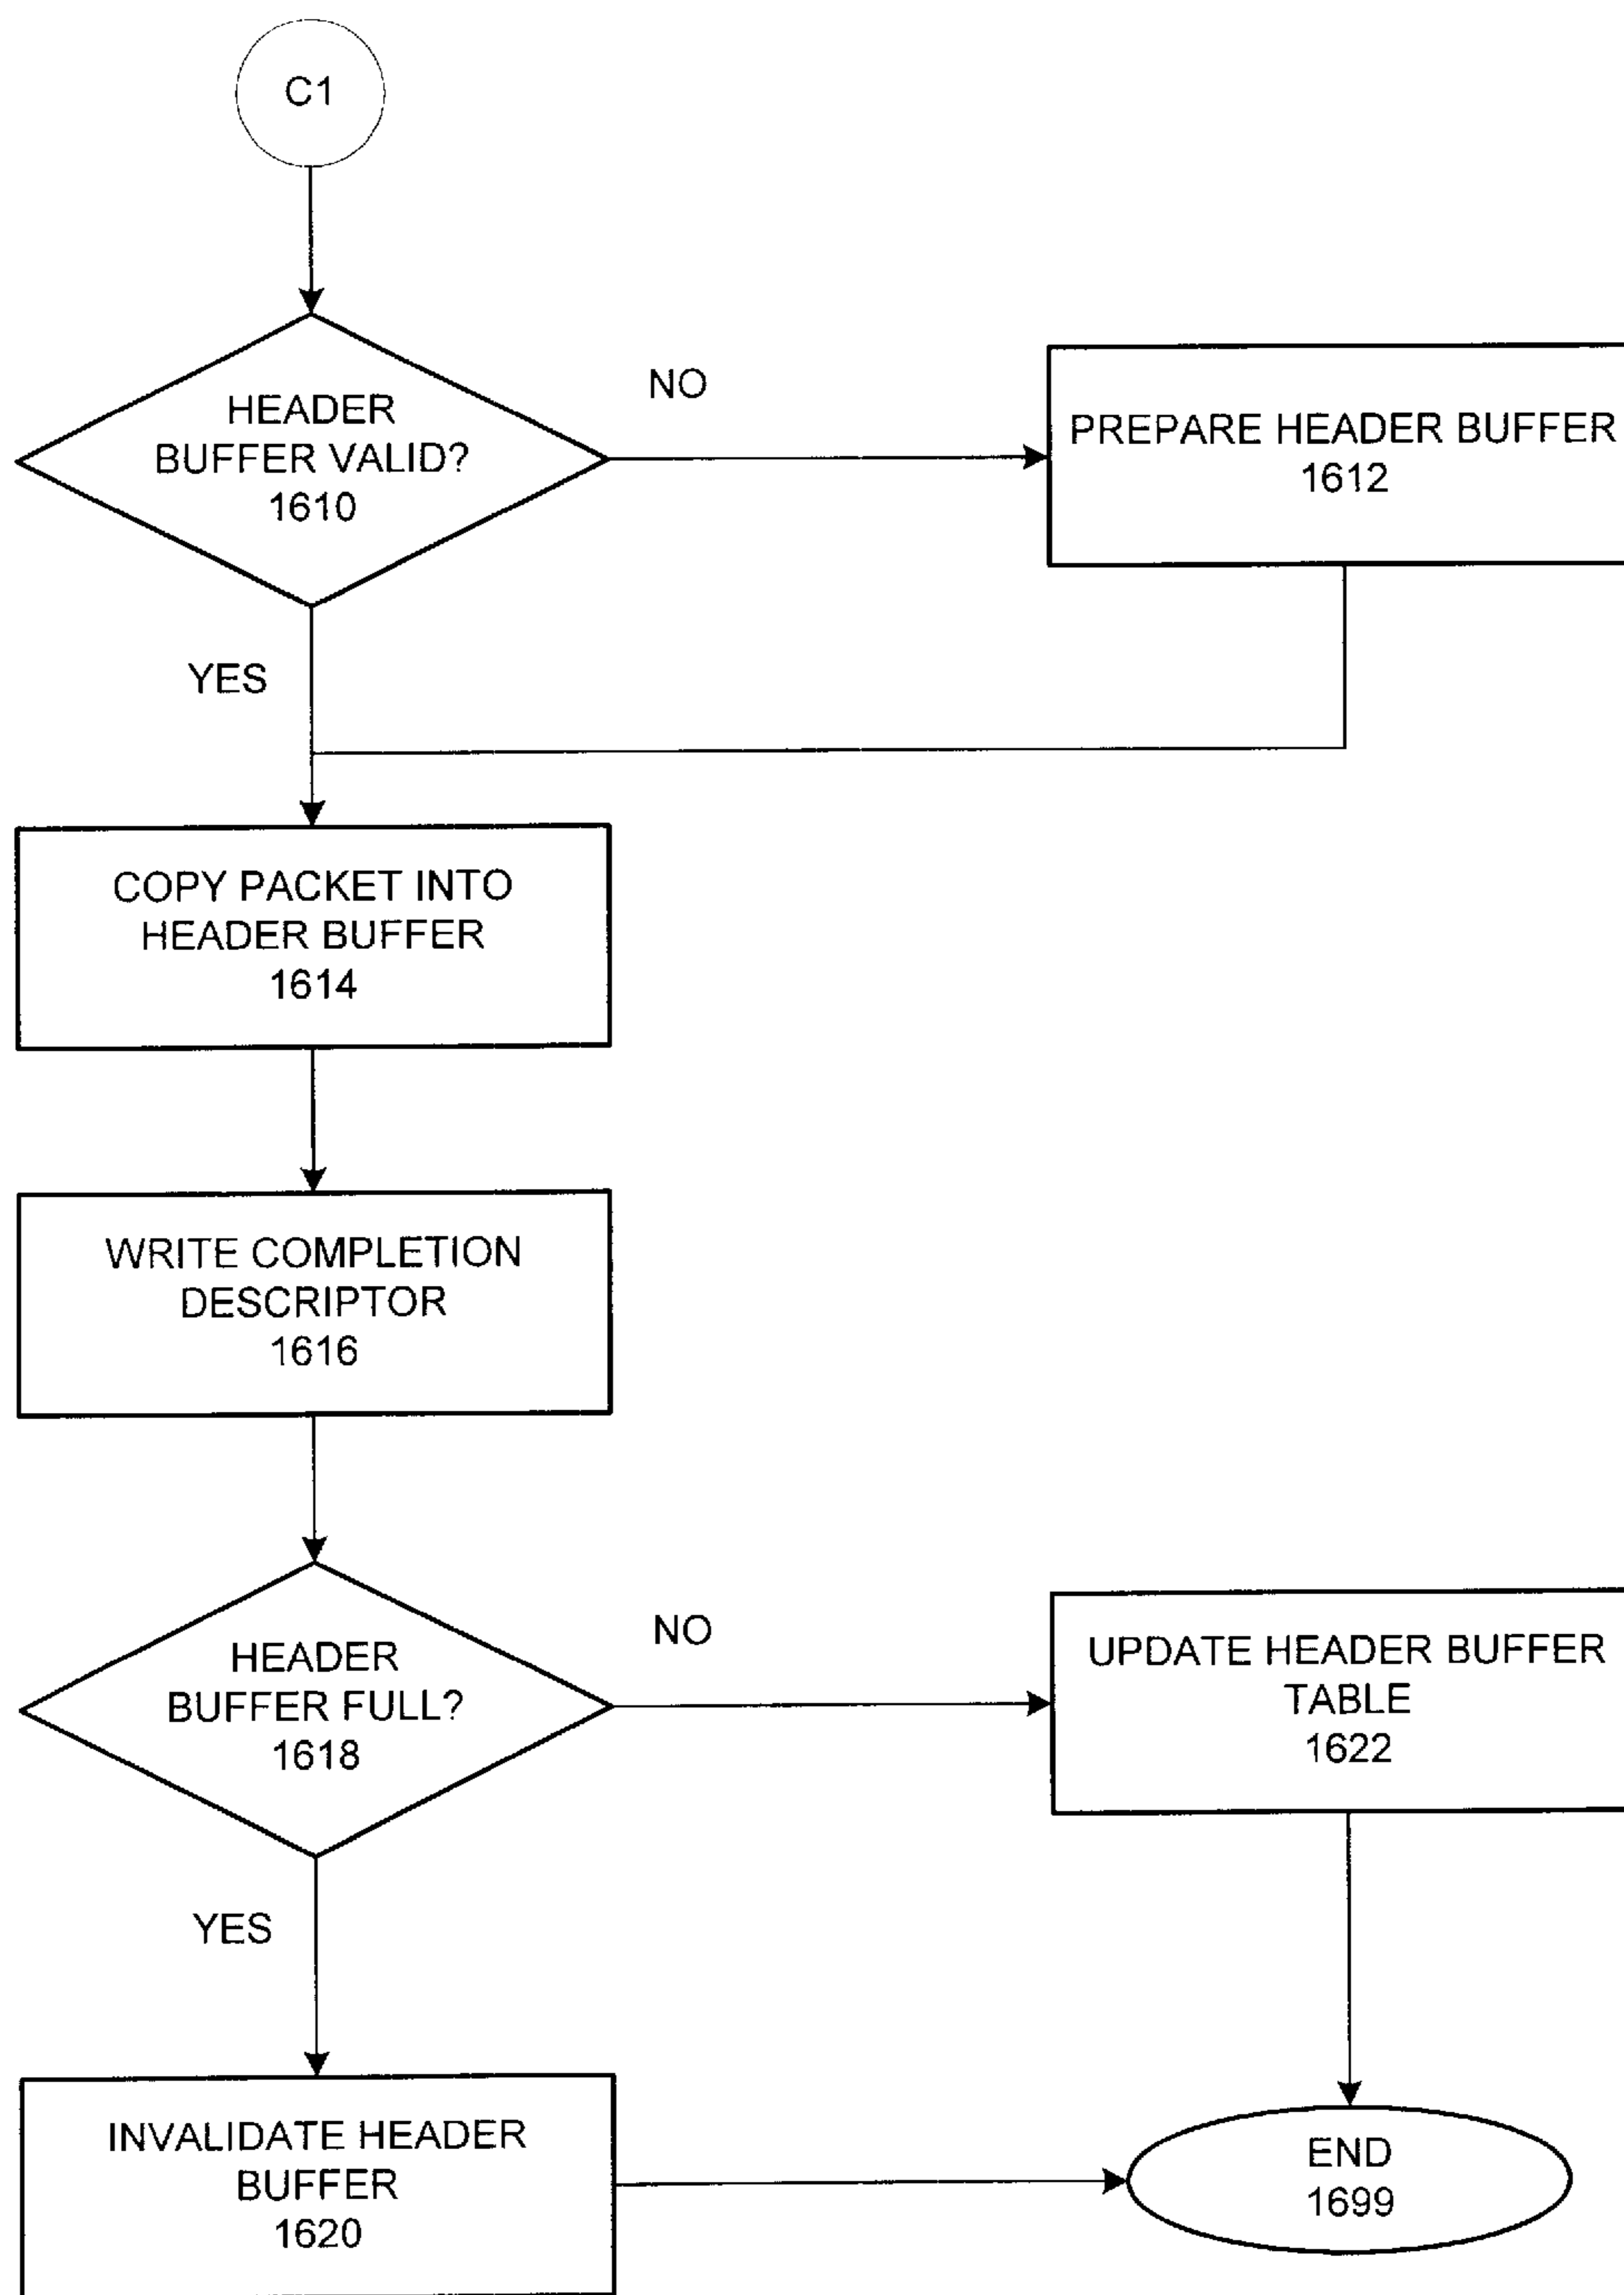 C1
HEADER
BUFFER VALID?
1610
NO
PREPARE HEADER BUFFER
1612
YES
COPY PACKET INTO
HEADER BUFFER
1614
WRITE COMPLETION
DESCRIPTOR
1616
HEADER
BUFFER FULL?
1618
NO
UPDATE HEADER BUFFER
TABLE
1622
YES
INVALIDATE HEADER
BUFFER
1620
END
1699